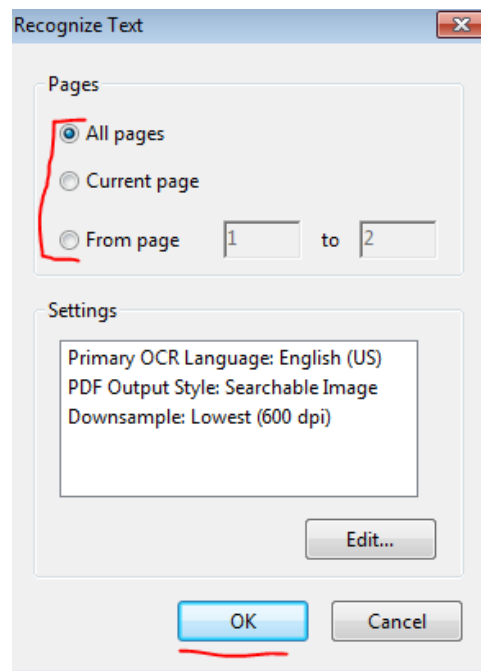 Recognize Text
Pages
All pages
Current page
From page 1 to 2
Settings
Primary OCR Language: English (US)
PDF Output Style: Searchable Image
Downsample: Lowest (600 dpi)
Edit...
OK Cancel